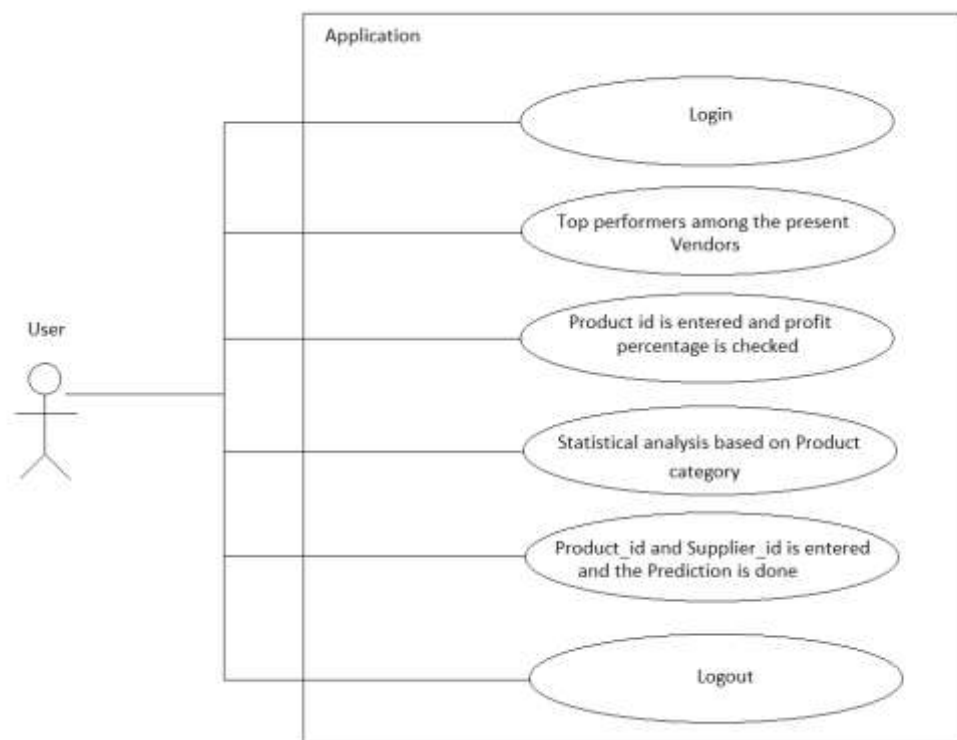 Application
Login
Top performers among the present
Vendors
Product id is entered and profit
percentage is checked
User
Statistical analysis based on Product
category
Product_id and Supplier_id is entered
and the Prediction is done
Logout